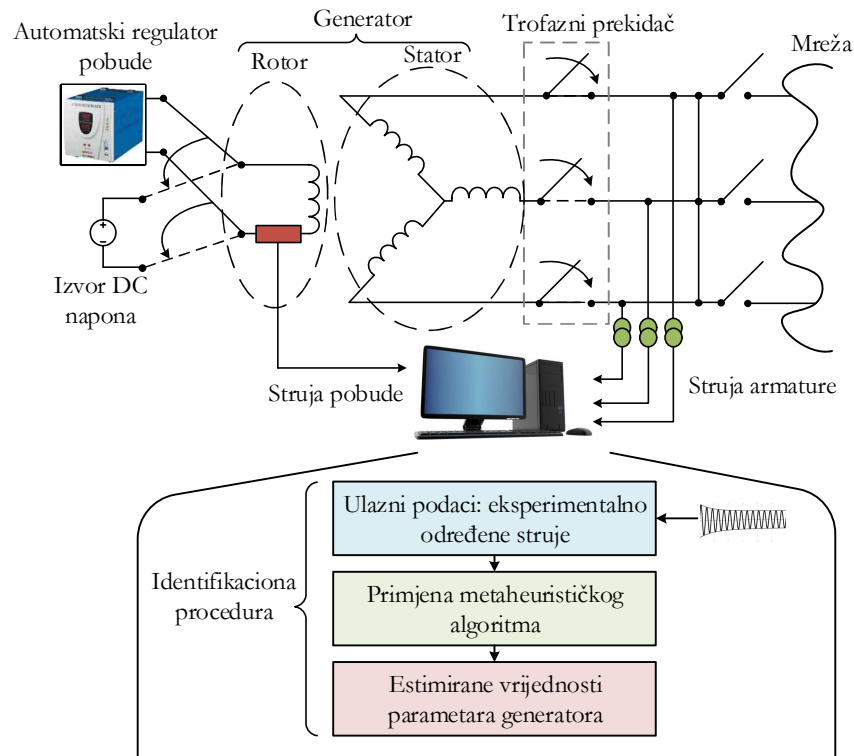 Generator
Automatski regulator
pobude
Rotor
Stator
Trofazni prekidač
Mreža
Izvor DC
napona
Struja pobude
Struja armature
Identifikaciona
procedura
Ulazni podaci: eksperimentalno
određene struje
Primjena metaheurističkog
algoritma
Estimirane vrijednosti
parametara generatora